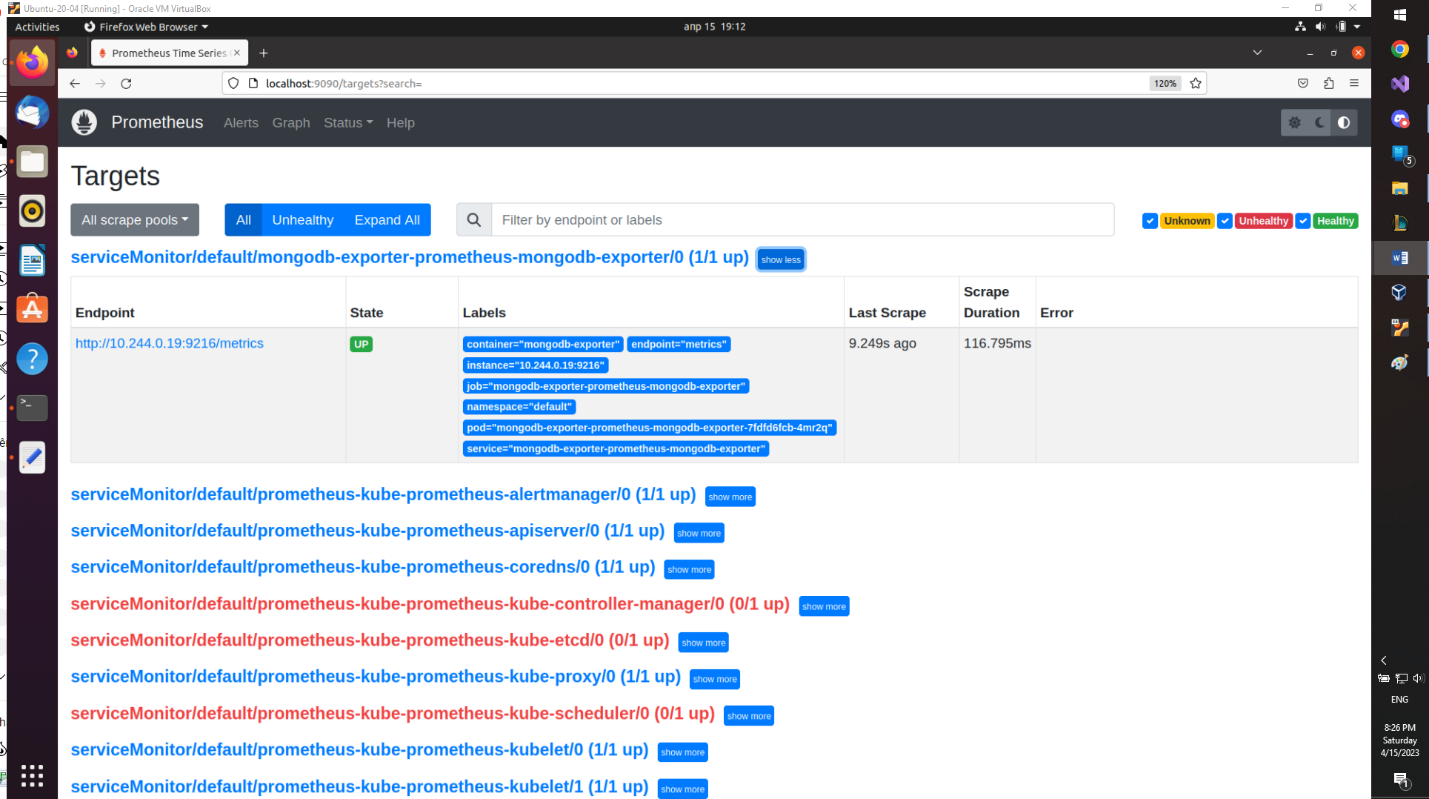 Ubuntu-20-04 [Running] - Oracle VM VirtualBox
Activities Firefox Web Browser апр 15 19:12
Prometheus Time Series
localhost:9090/targets?search= 120%
Prometheus Alerts Graph Status Help
Targets
All scrape pools All Unhealthy Expand All Filter by endpoint or labels Unknown Unhealthy Healthy
serviceMonitor/default/mongodb-exporter-prometheus-mongodb-exporter/0 (1/1 up) show less
Endpoint State Labels Last Scrape Scrape Duration Error
http://10.244.0.19:9216/metrics UP container="mongodb-exporter" endpoint="metrics" 9.249s ago 116.795ms
instance="10.244.0.19:9216"
job="mongodb-exporter-prometheus-mongodb-exporter"
namespace="default"
pod="mongodb-exporter-prometheus-mongodb-exporter-7fdfd6fcb-4mr2q"
service="mongodb-exporter-prometheus-mongodb-exporter"
serviceMonitor/default/prometheus-kube-prometheus-alertmanager/0 (1/1 up) show more
serviceMonitor/default/prometheus-kube-prometheus-apiserver/0 (1/1 up) show more
serviceMonitor/default/prometheus-kube-prometheus-coredns/0 (1/1 up) show more
serviceMonitor/default/prometheus-kube-prometheus-kube-controller-manager/0 (0/1 up) show more
serviceMonitor/default/prometheus-kube-prometheus-kube-etcd/0 (0/1 up) show more
serviceMonitor/default/prometheus-kube-prometheus-kube-proxy/0 (1/1 up) show more
serviceMonitor/default/prometheus-kube-prometheus-kube-scheduler/0 (0/1 up) show more
serviceMonitor/default/prometheus-kube-prometheus-kubelet/0 (1/1 up) show more
serviceMonitor/default/prometheus-kube-prometheus-kubelet/1 (1/1 up) show more
5
ENG
8:26 PM
Saturday
4/15/2023
1